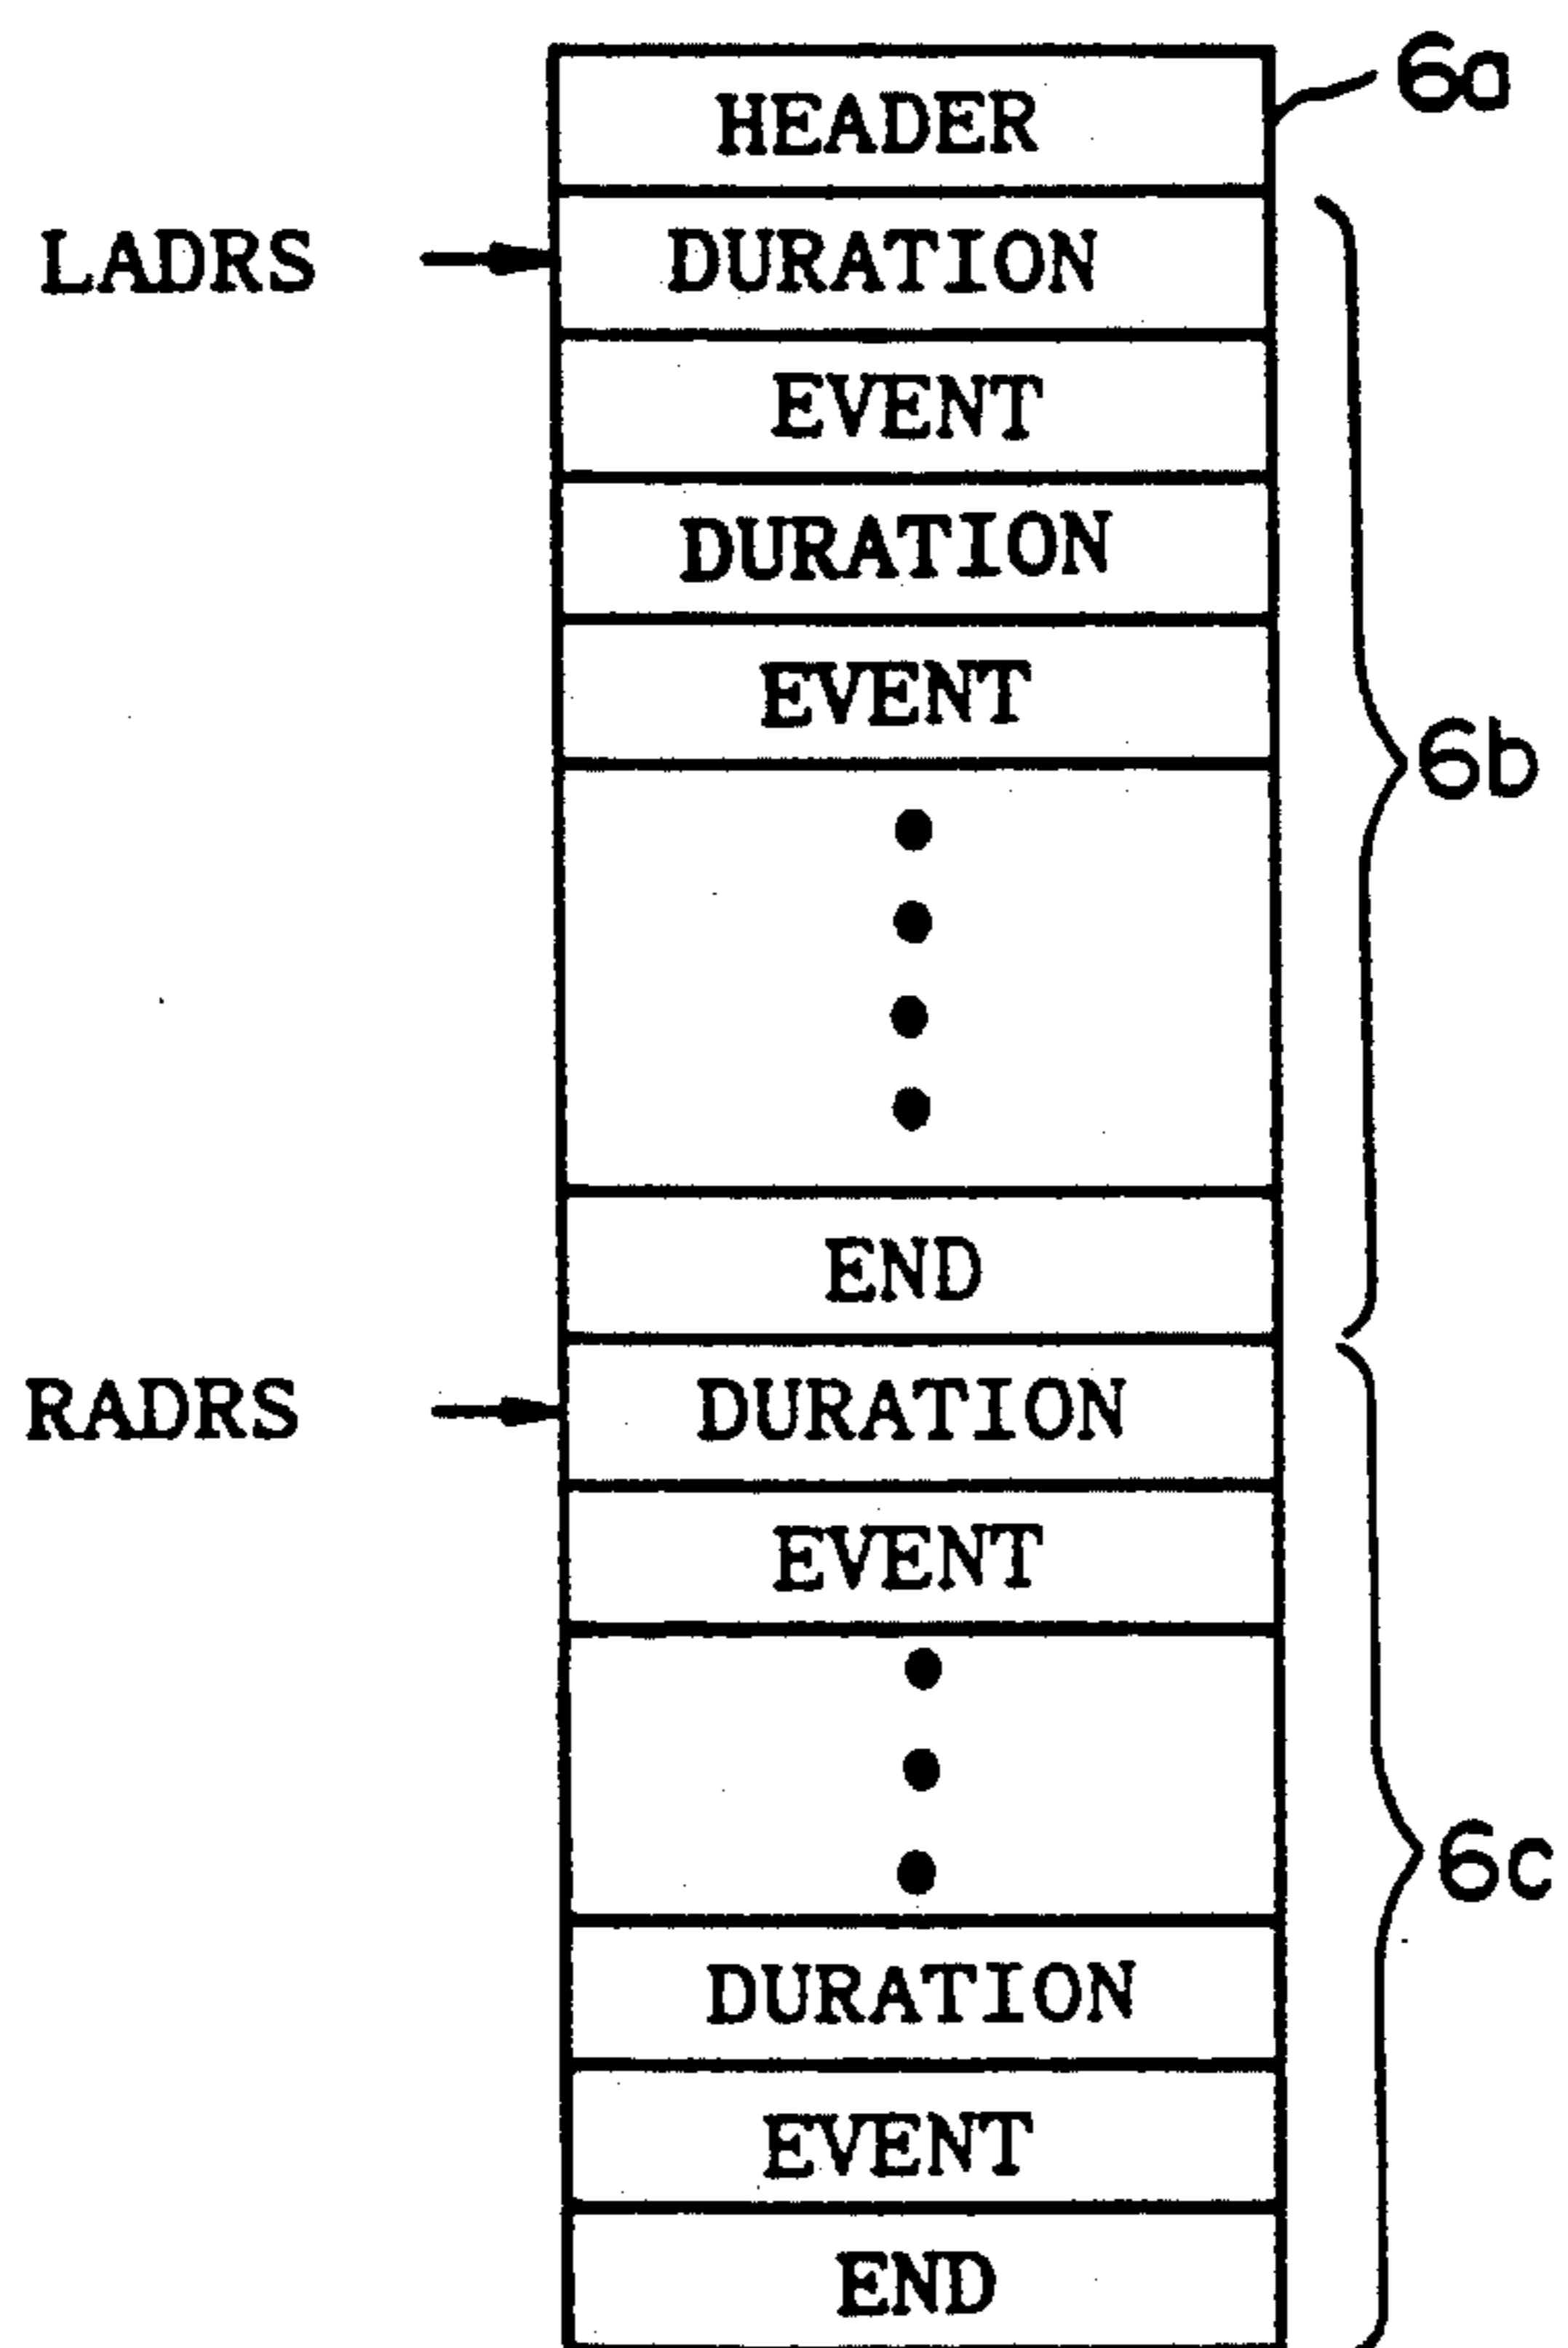 HEADER 6a
LADRS DURATION
EVENT
DURATION
EVENT
6b
END
RADRS DURATION
EVENT
6c
DURATION
EVENT
END